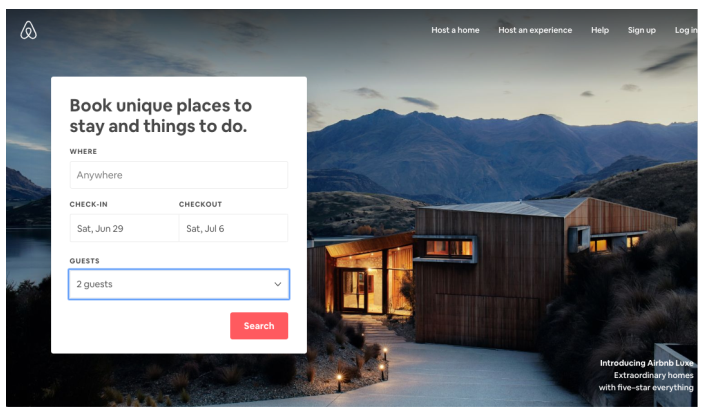 Host a home
Host an experience
Help
Sign up
Log in
Book unique places to
stay and things to do.
WHERE
Anywhere
CHECK-IN
CHECKOUT
Sat, Jun 29
Sat, Jul 6
GUESTS
2 guests
Search
Introducing Airbnb Luxe
Extraordinary homes
with five-star everything